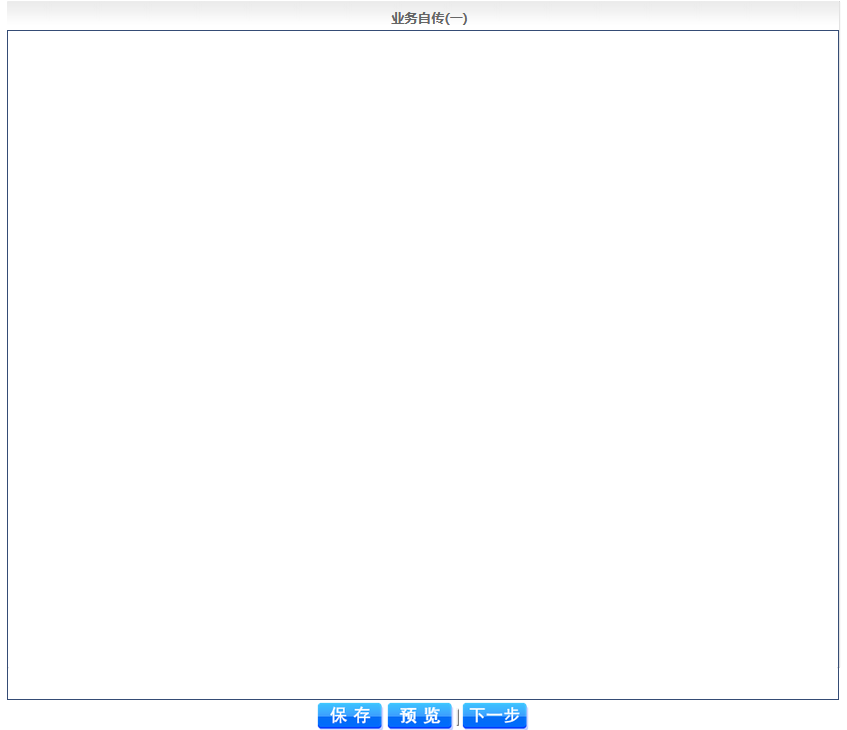 业务自传(一)
保 存 预 览 | 下一步